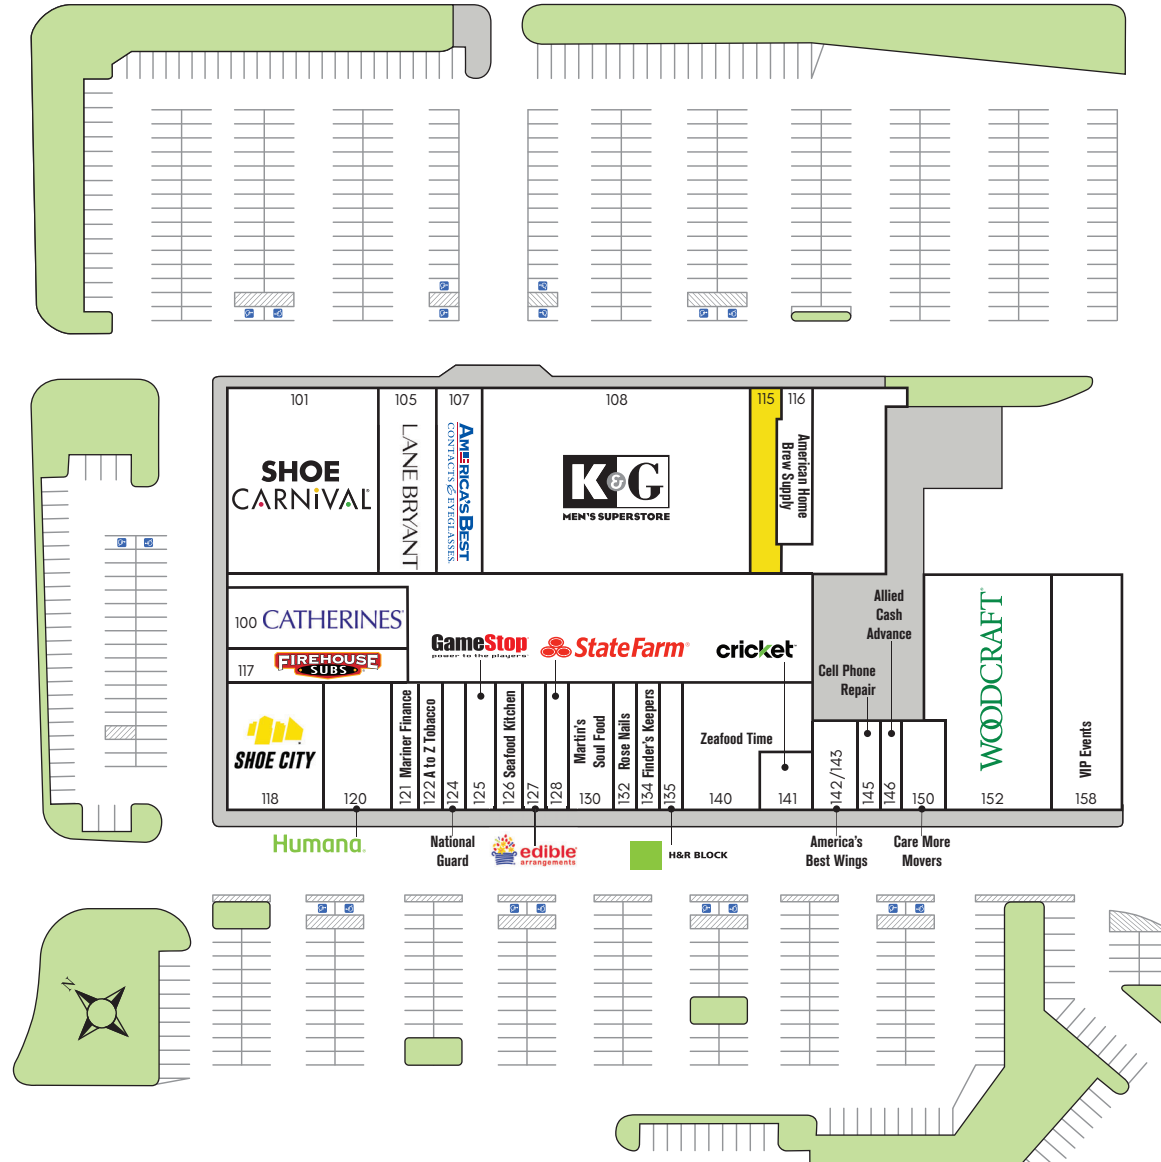 101
105
107
108
115
116
SHOE
CARNiVAL
LANE BRYANT
AMERICA'S BEST
CONTACTS & EYEGLASSES
K&G
MEN'S SUPERSTORE
American Home
Brew Supply
100 CATHERINES
117
FIREHOUSE
SUBS
GameStop
power to the players
StateFarm
cricket
Allied
Cash
Advance
Cell Phone
Repair
WOODCRAFT
VIP Events
SHOE CITY
118
120
121 Mariner Finance
122 A to Z Tobacco
124
125
126 Seafood Kitchen
127
128
Martin's
Soul Food
130
132 Rose Nails
134 Finder's Keepers
135
Zeafood Time
140
141
142/143
145
146
150
152
158
Humana
National
Guard
edible
arrangements
H&R BLOCK
America's
Best Wings
Care More
Movers
N